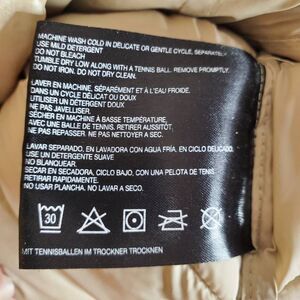 MACHINE WASH COLD IN DELICATE OR GENTLE CYCLE, SEPARATELY.
USE MILD DETERGENT
DO NOT BLEACH
TUMBLE DRY LOW ALONG WITH A TENNIS BALL. REMOVE PROMPTLY.
DO NOT IRON. DO NOT DRY CLEAN.
LAVER EN MACHINE, SÉPARÉMENT ET À L'EAU FROIDE.
EN CYCLE DÉLICAT OU DOUX
UTILISER UN DÉTERGENT DOUX
NE PAS JAVELLISER.
SÉCHER EN MACHINE À BASSE TEMPÉRATURE,
AVEC UNE BALLE DE TENNIS. RETIRER AUSSITÔT.
NE PAS REPASSER. NE PAS NETTOYER A SEC.
LAVAR SEPARADO, EN LAVADORA CON AGUA FRÍA, EN CICLO DELICADO.
USE UN DETERGENTE SUAVE
NO BLANQUEAR.
SECAR EN SECADORA, CICLO BAJO, CON UNA PELOTA DE TENIS.
RETIRAR RAPIDAMENTE.
NO USAR PLANCHA. NO LAVAR EN SECO.
30
MIT TENNISBALLEN IM TROCKNER TROCKNEN